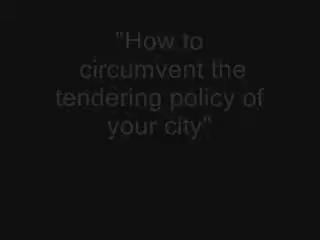 "How to
circumvent the
tendering policy of
your city"